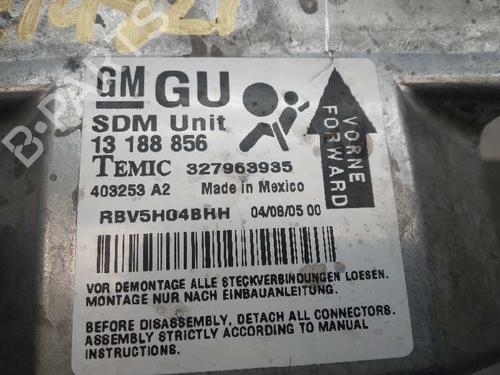 GM GU
SDM Unit
13 188 856
TEMIC 327963935
403253 A2 Made in Mexico
RBV5H04BHH 04/08/05 00
VORNE
FORWARD
VOR DEMONTAGE ALLE STECKVERBINDUNGEN LOESEN.
MONTAGE NUR NACH EINBAUANLEITUNG.
BEFORE DISASSEMBLY, DETACH ALL CONNECTORS.
ASSEMBLY STRICTLY ACCORDING TO MANUAL
INSTRUCTIONS.
B-PARTS